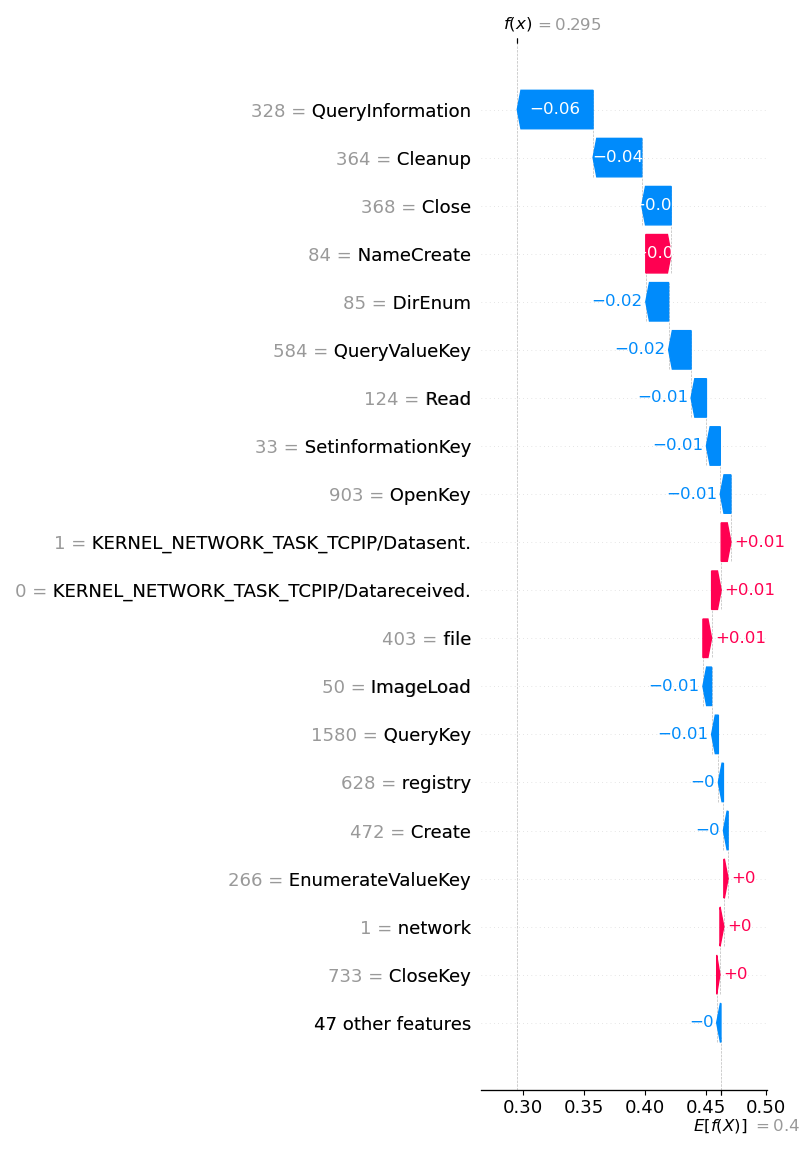 f(x) = 0.295
328 = QueryInformation −0.06
364 = Cleanup −0.04
368 = Close
84 = NameCreate
85 = DirEnum −0.02
584 = QueryValueKey −0.02
124 = Read −0.01
33 = SetinformationKey −0.01
903 = OpenKey −0.01
1 = KERNEL_NETWORK_TASK_TCPIP/Datasent. +0.01
0 = KERNEL_NETWORK_TASK_TCPIP/Datareceived. +0.01
403 = file +0.01
50 = ImageLoad −0.01
1580 = QueryKey −0.01
628 = registry −0
472 = Create −0
266 = EnumerateValueKey +0
1 = network +0
733 = CloseKey +0
47 other features −0
0.30 0.35 0.40 0.45 0.50
E[f(X)] = 0.4